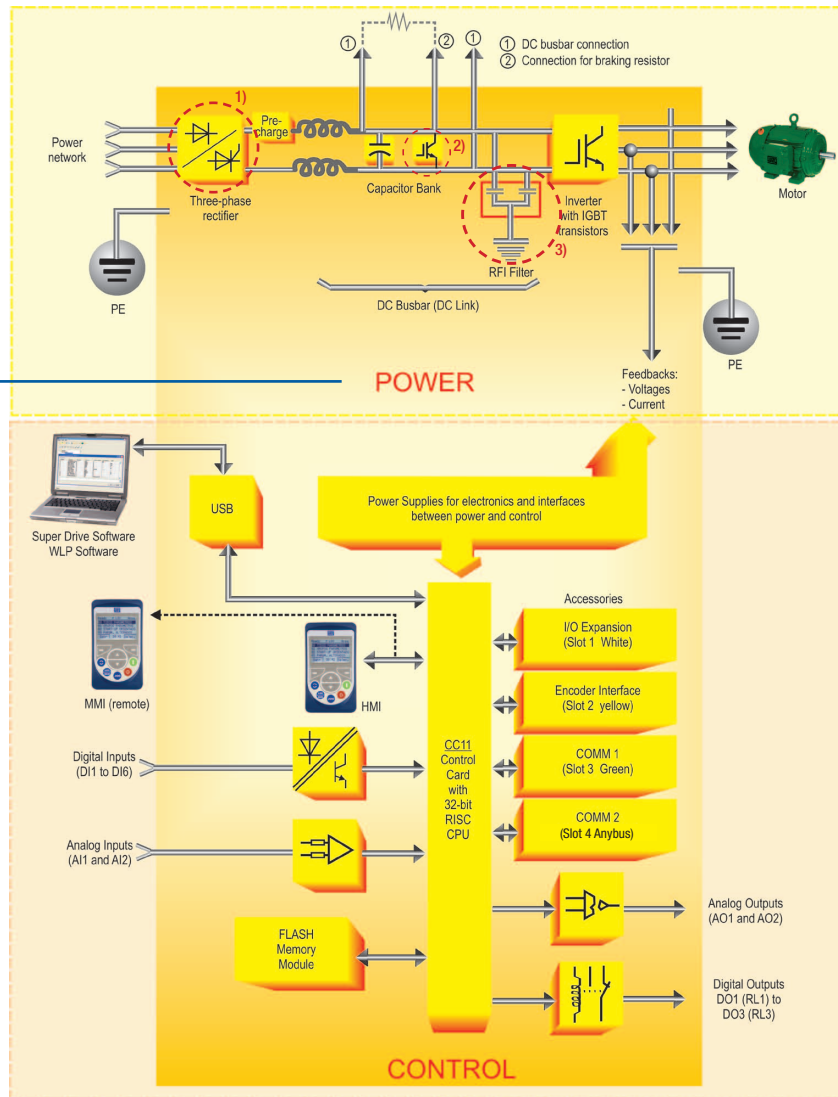 ① ② ①
① DC busbar connection
② Connection for braking resistor
1)
Power
network
Pre-
charge
2)
Three-phase
rectifier
Capacitor Bank
Inverter
with IGBT
transistors
Motor
3)
RFI Filter
PE
DC Busbar (DC Link)
PE
POWER
Feedbacks:
- Voltages
- Current
USB
Super Drive Software
WLP Software
Power Supplies for electronics and interfaces
between power and control
Accessories
I/O Expansion
(Slot 1 White)
MMI (remote)
HMI
Encoder Interface
(Slot 2 yellow)
Digital Inputs
(DI1 to DI6)
CC11
Control
Card
with
32-bit
RISC
CPU
COMM 1
(Slot 3 Green)
COMM 2
(Slot 4 Anybus)
Analog Inputs
(AI1 and AI2)
Analog Outputs
(AO1 and AO2)
FLASH
Memory
Module
Digital Outputs
DO1 (RL1) to
DO3 (RL3)
CONTROL